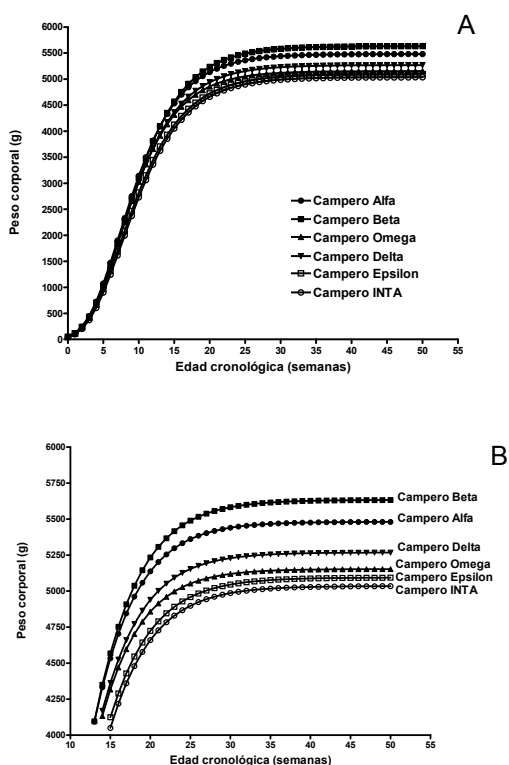 A
6000
5500
5000
4500
4000
3500
3000
2500
2000
1500
1000
500
0
Peso corporal (g)
Campero Alfa
Campero Beta
Campero Omega
Campero Delta
Campero Epsilon
Campero INTA
0 5 10 15 20 25 30 35 40 45 50 55
Edad cronológica (semanas)
B
6000
5750
5500
5250
5000
4750
4500
4250
4000
Peso corporal (g)
Campero Beta
Campero Alfa
Campero Delta
Campero Omega
Campero Epsilon
Campero INTA
10 15 20 25 30 35 40 45 50 55
Edad cronológica (semanas)